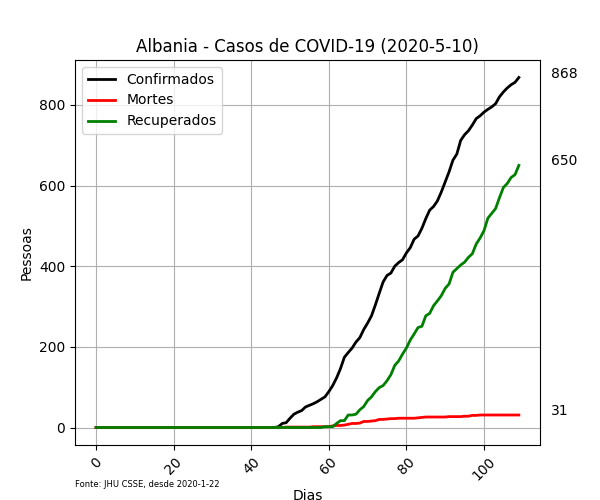 Albania - Casos de COVID-19 (2020-5-10)
Confirmados
Mortes
Recuperados
868
650
31
Pessoas
800
600
400
200
0
0
20
40
60
80
100
Fonte: JHU CSSE, desde 2020-1-22
Dias